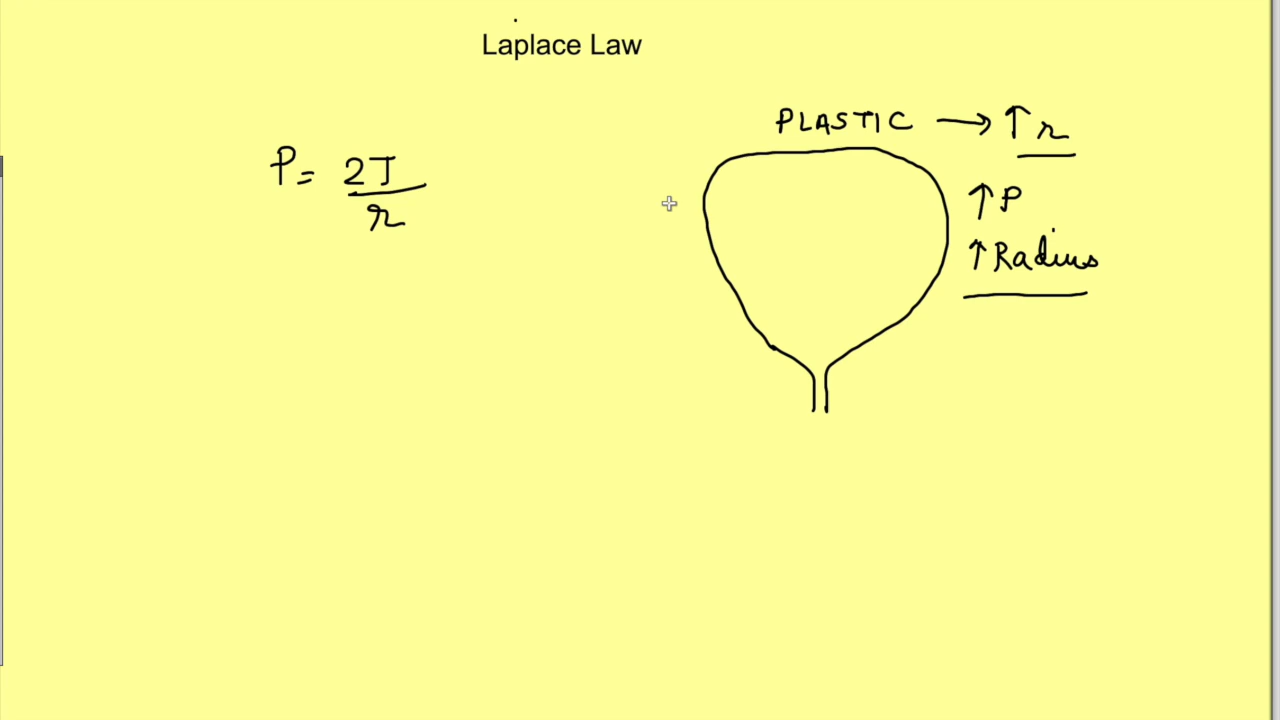 Laplace Law
P = 2T / r
PLASTIC → ↑ r
↑ P
↑ Radius